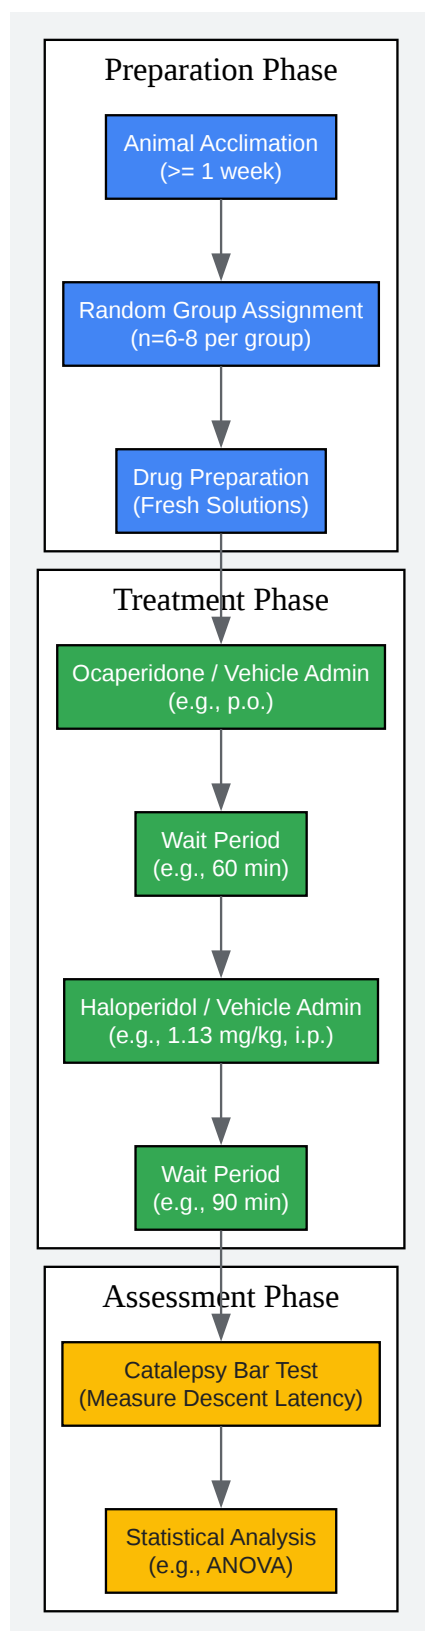 Preparation Phase
Animal Acclimation
(>= 1 week)
Random Group Assignment
(n=6-8 per group)
Drug Preparation
(Fresh Solutions)
Treatment Phase
Ocaperidone / Vehicle Admin
(e.g., p.o.)
Wait Period
(e.g., 60 min)
Haloperidol / Vehicle Admin
(e.g., 1.13 mg/kg, i.p.)
Wait Period
(e.g., 90 min)
Assessment Phase
Catalepsy Bar Test
(Measure Descent Latency)
Statistical Analysis
(e.g., ANOVA)